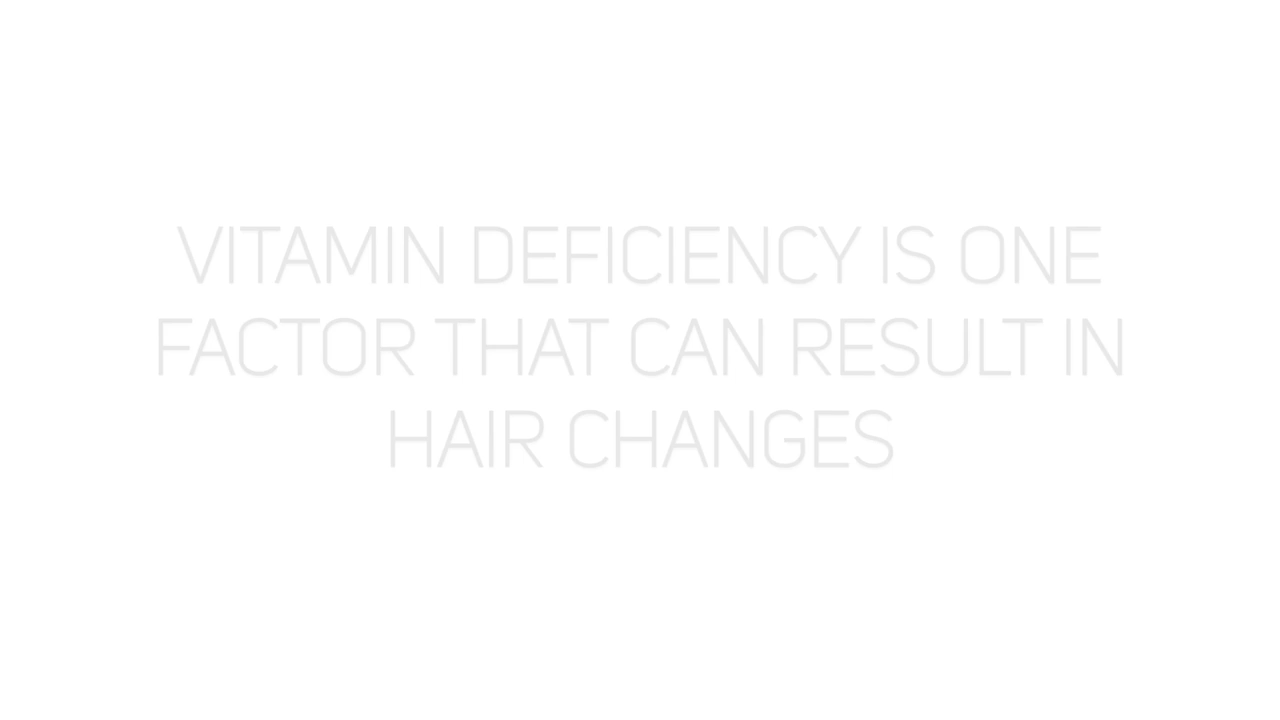 VITAMIN DEFICIENCY IS ONE
FACTOR THAT CAN RESULT IN
HAIR CHANGES